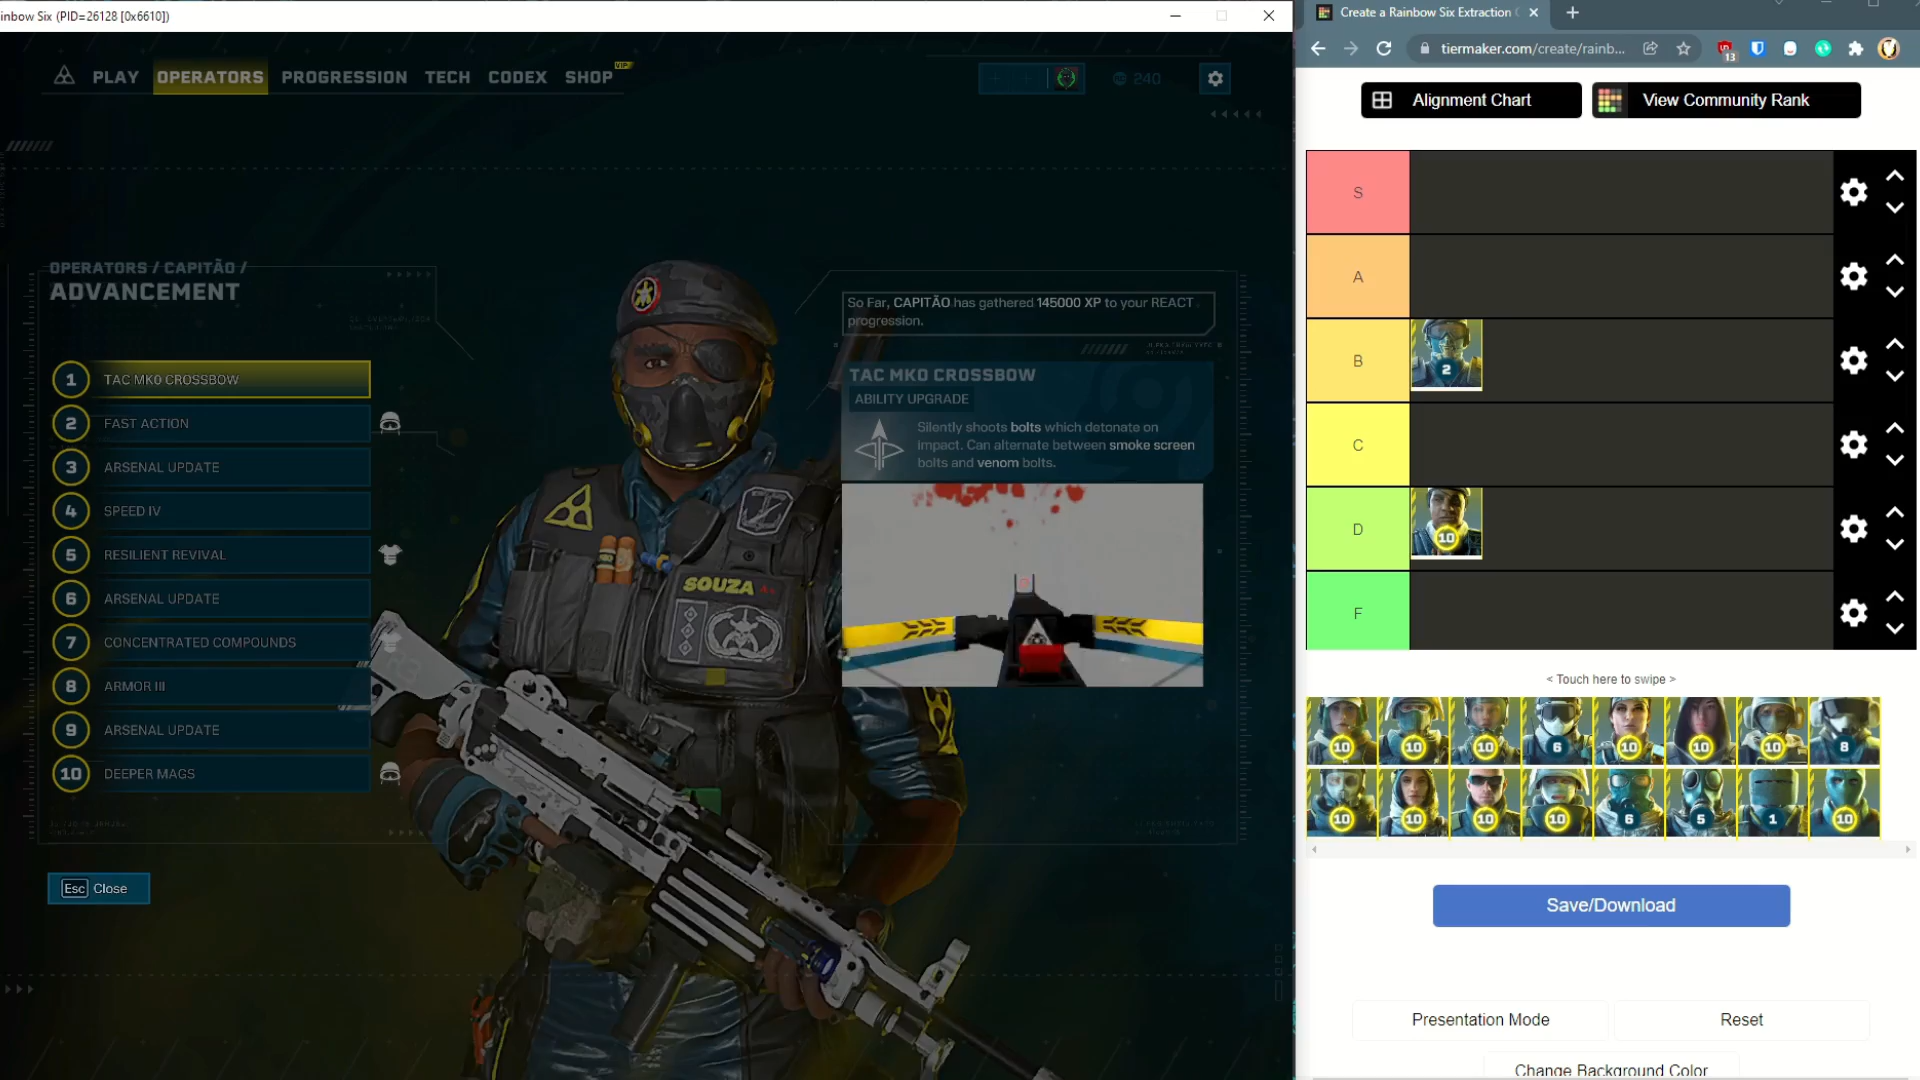 inbow Six (PID=26128 [0x6610])
PLAY
OPERATORS
PROGRESSION
TECH
CODEX
SHOP
VIP
240
OPERATORS / CAPITÃO /
ADVANCEMENT
1 TAC MK0 CROSSBOW
2 FAST ACTION
3 ARSENAL UPDATE
4 SPEED IV
5 RESILIENT REVIVAL
6 ARSENAL UPDATE
7 CONCENTRATED COMPOUNDS
8 ARMOR III
9 ARSENAL UPDATE
10 DEEPER MAGS
Esc Close
SOUZA A+
So Far, CAPITÃO has gathered 145000 XP to your REACT
progression.
TAC MK0 CROSSBOW
ABILITY UPGRADE
Silently shoots bolts which detonate on
impact. Can alternate between smoke screen
bolts and venom bolts.
Create a Rainbow Six Extraction
tiermaker.com/create/rainb...
13
Alignment Chart
View Community Rank
S
A
B
2
C
D
10
F
< Touch here to swipe >
10 10 10 6 10 10 10 8
10 10 10 10 6 5 1 10
Save/Download
Presentation Mode
Reset
Change Background Color